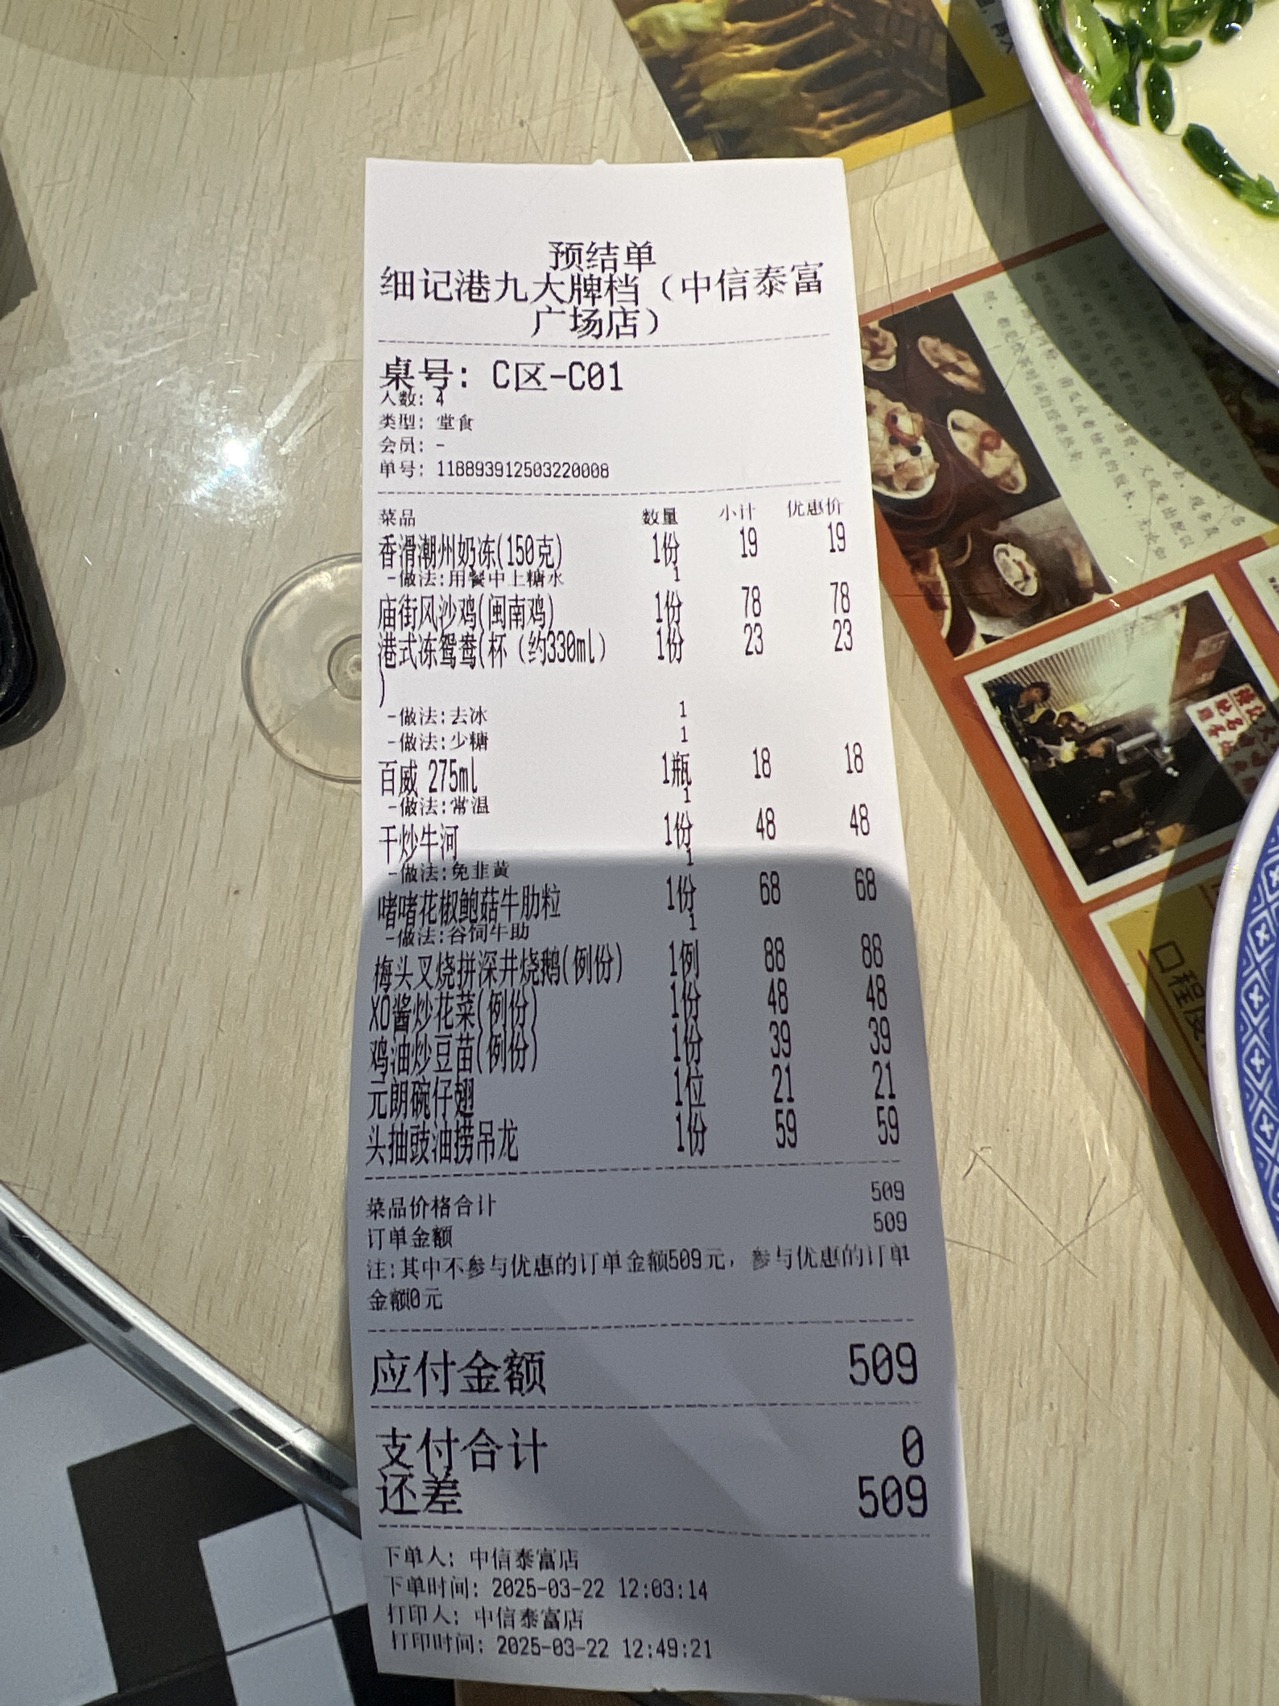 预结单
细记港九大牌档（中信泰富
广场店）
桌号: C区-C01
人数: 4
类型: 堂食
会员: -
单号: 118893912503220008
菜品 数量 小计 优惠价
香滑潮州奶冻(150克) 1份 19 19
-做法:用餐中上糖水 1
庙街风沙鸡(闽南鸡) 1份 78 78
港式冻鸳鸯(杯（约330ml） 1份 23 23
)
-做法:去冰 1
-做法:少糖 1
百威 275ml 1瓶 18 18
-做法:常温 1
干炒牛河 1份 48 48
-做法:免韭黄 1
啫啫花椒鲍菇牛肋粒 1份 68 68
-做法:谷饲牛助 1
梅头叉烧拼深井烧鹅(例份) 1例 88 88
XO酱炒花菜(例份) 1份 48 48
鸡油炒豆苗(例份) 1份 39 39
元朗碗仔翅 1位 21 21
头抽豉油捞吊龙 1份 59 59
菜品价格合计 509
订单金额 509
注:其中不参与优惠的订单金额509元，参与优惠的订单
金额0元
应付金额 509
支付合计 0
还差 509
下单人: 中信泰富店
下单时间: 2025-03-22 12:03:14
打印人: 中信泰富店
打印时间: 2025-03-22 12:49:21